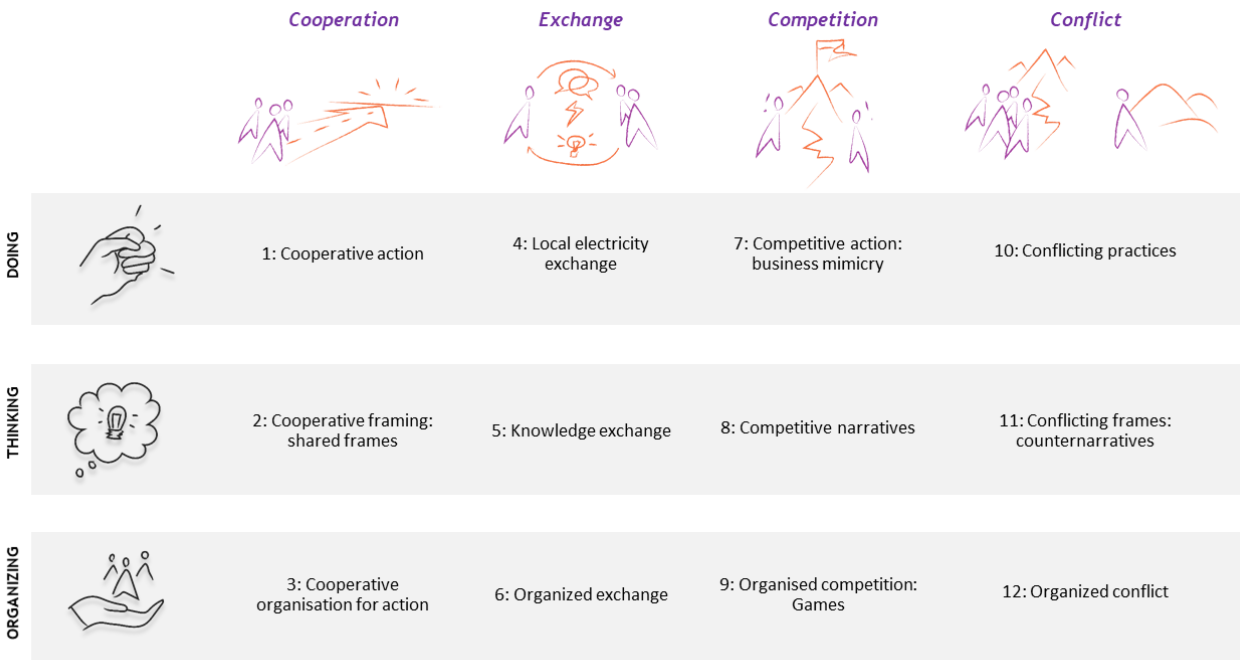 Cooperation
Exchange
Competition
Conflict
DOING
1: Cooperative action
4: Local electricity
exchange
7: Competitive action:
business mimicry
10: Conflicting practices
THINKING
2: Cooperative framing:
shared frames
5: Knowledge exchange
8: Competitive narratives
11: Conflicting frames:
counternarratives
ORGANIZING
3: Cooperative
organisation for action
6: Organized exchange
9: Organised competition:
Games
12: Organized conflict